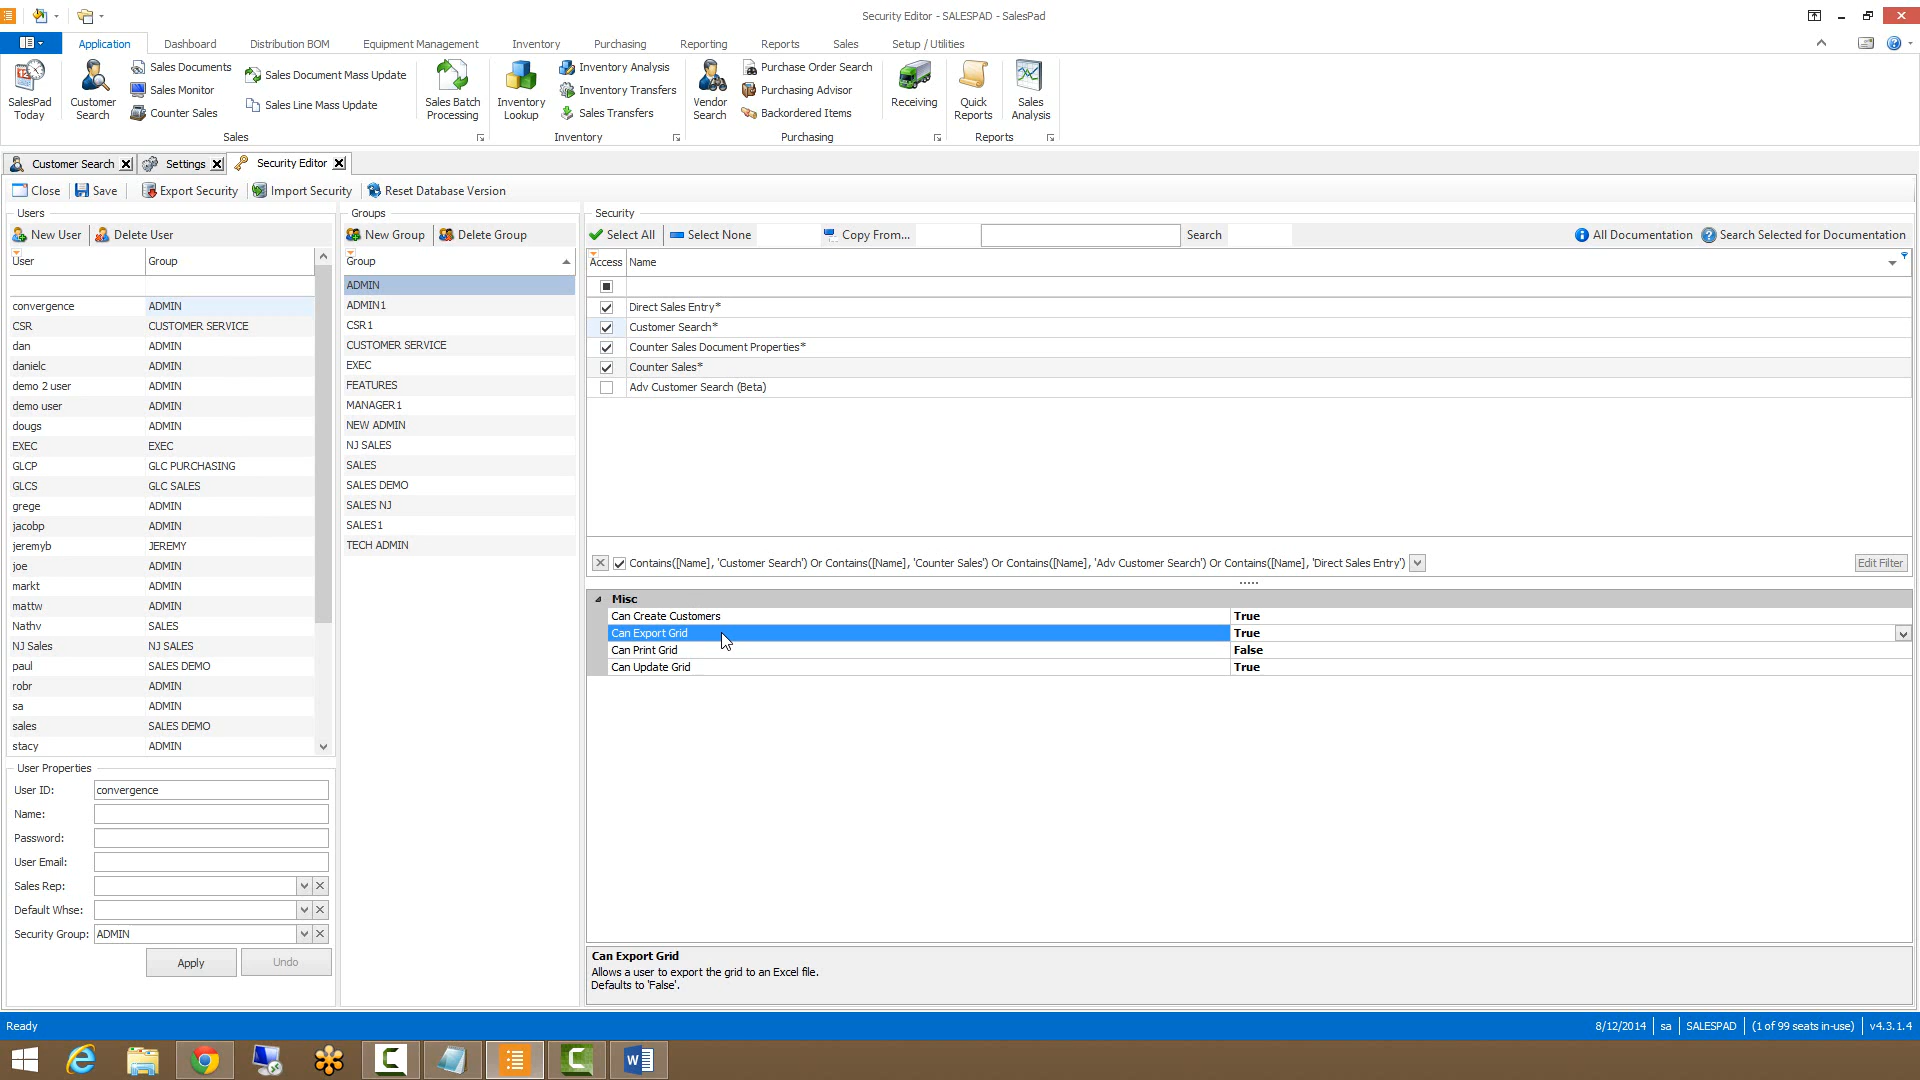 Security Editor - SALESPAD - SalesPad
Application Dashboard Distribution BOM Equipment Management Inventory Purchasing Reporting Reports Sales Setup / Utilities
SalesPad Today
Customer Search
Sales Documents
Sales Monitor
Counter Sales
Sales Document Mass Update
Sales Line Mass Update
Sales Batch Processing
Inventory Lookup
Inventory Analysis
Inventory Transfers
Sales Transfers
Vendor Search
Purchase Order Search
Purchasing Advisor
Backordered Items
Receiving
Quick Reports
Sales Analysis
Sales Inventory Purchasing Reports
Customer Search Settings Security Editor
Close Save Export Security Import Security Reset Database Version
Users
New User Delete User
User Group
convergence ADMIN
CSR CUSTOMER SERVICE
dan ADMIN
danielc ADMIN
demo 2 user ADMIN
demo user ADMIN
dougs ADMIN
EXEC EXEC
GLCP GLC PURCHASING
GLCS GLC SALES
grege ADMIN
jacobp ADMIN
jeremyb JEREMY
joe ADMIN
markt ADMIN
mattw ADMIN
Nathv SALES
NJ Sales NJ SALES
paul SALES DEMO
robr ADMIN
sa ADMIN
sales SALES DEMO
stacy ADMIN
User Properties
User ID: convergence
Name:
Password:
User Email:
Sales Rep:
Default Whse:
Security Group: ADMIN
Apply Undo
Groups
New Group Delete Group
Group
ADMIN
ADMIN1
CSR1
CUSTOMER SERVICE
EXEC
FEATURES
MANAGER1
NEW ADMIN
NJ SALES
SALES
SALES DEMO
SALES NJ
SALES1
TECH ADMIN
Security
Select All Select None Copy From... Search All Documentation Search Selected for Documentation
Access Name
Direct Sales Entry*
Customer Search*
Counter Sales Document Properties*
Counter Sales*
Adv Customer Search (Beta)
Contains([Name], 'Customer Search') Or Contains([Name], 'Counter Sales') Or Contains([Name], 'Adv Customer Search') Or Contains([Name], 'Direct Sales Entry') Edit Filter
Misc
Can Create Customers True
Can Export Grid True
Can Print Grid False
Can Update Grid True
Can Export Grid
Allows a user to export the grid to an Excel file.
Defaults to 'False'.
Ready 8/12/2014 sa SALESPAD (1 of 99 seats in-use) v4.3.1.4